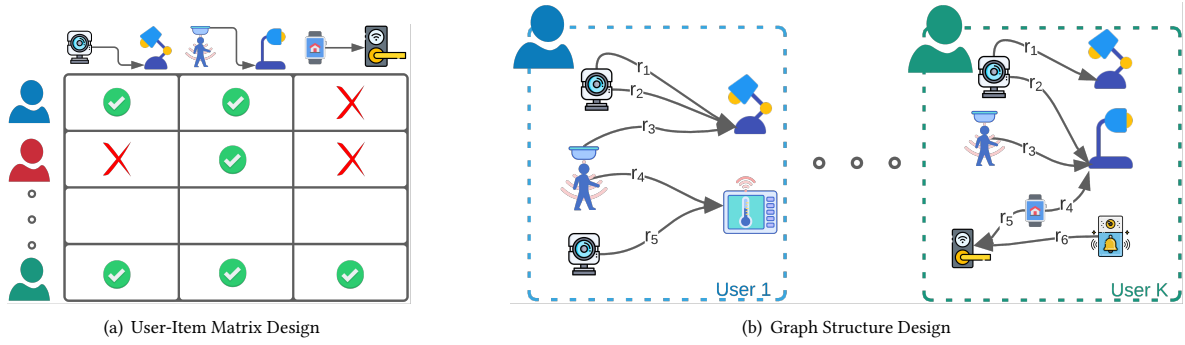 r1
r2
r3
r4
r5
User 1
r1
r2
r3
r4
r5
r6
User K
(a) User-Item Matrix Design
(b) Graph Structure Design